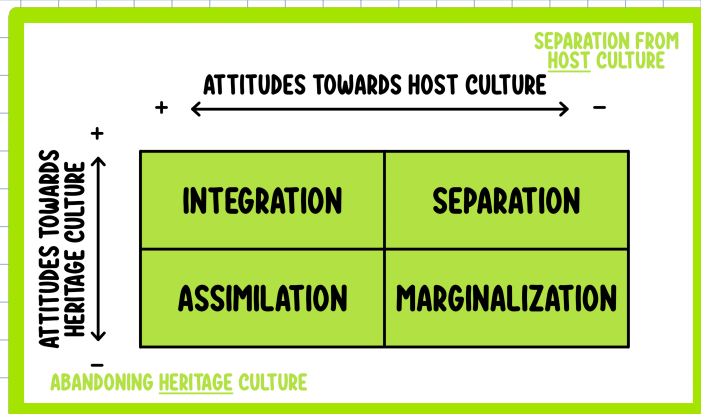 SEPARATION FROM
HOST CULTURE
ATTITUDES TOWARDS HOST CULTURE
+ −
+
ATTITUDES TOWARDS
HERITAGE CULTURE
INTEGRATION SEPARATION
ASSIMILATION MARGINALIZATION
−
ABANDONING HERITAGE CULTURE